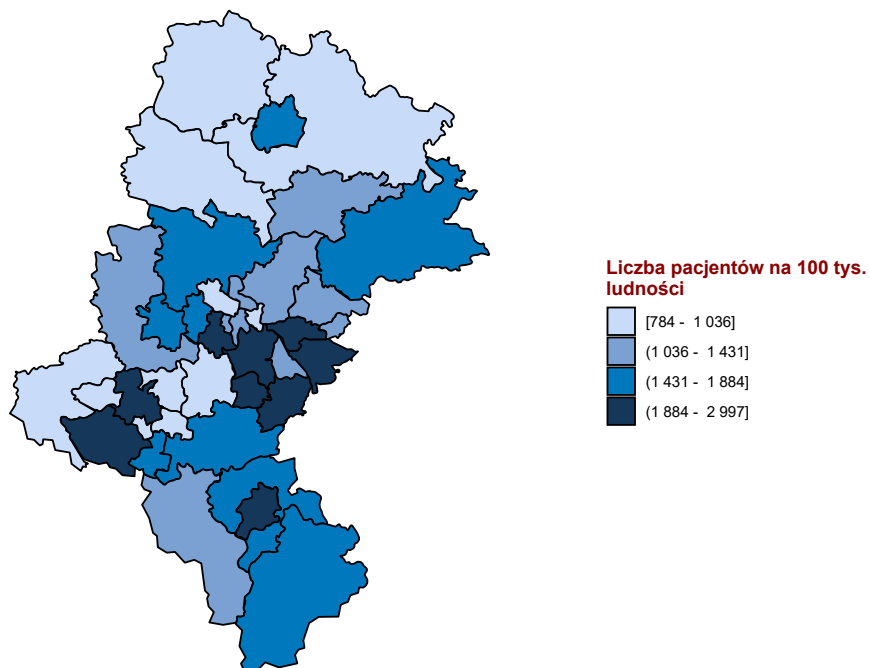 Liczba pacjentów na 100 tys.
ludności
[784 - 1 036]
(1 036 - 1 431]
(1 431 - 1 884]
(1 884 - 2 997]